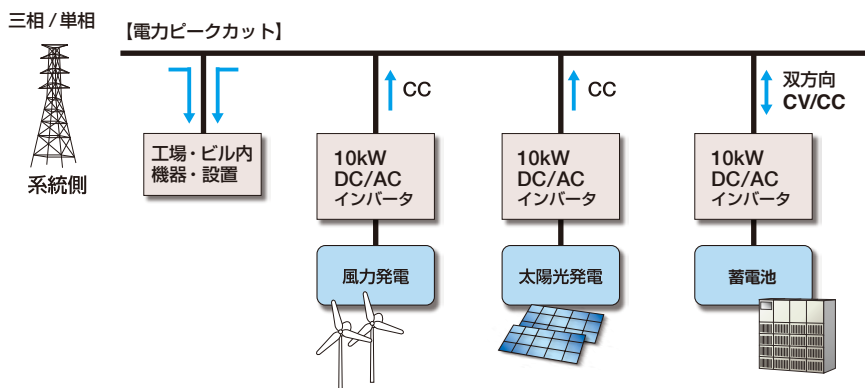 三相 / 単相
【電力ピークカット】
系統側
工場・ビル内
機器・設置
CC
10kW
DC/AC
インバータ
風力発電
CC
10kW
DC/AC
インバータ
太陽光発電
双方向
CV/CC
10kW
DC/AC
インバータ
蓄電池